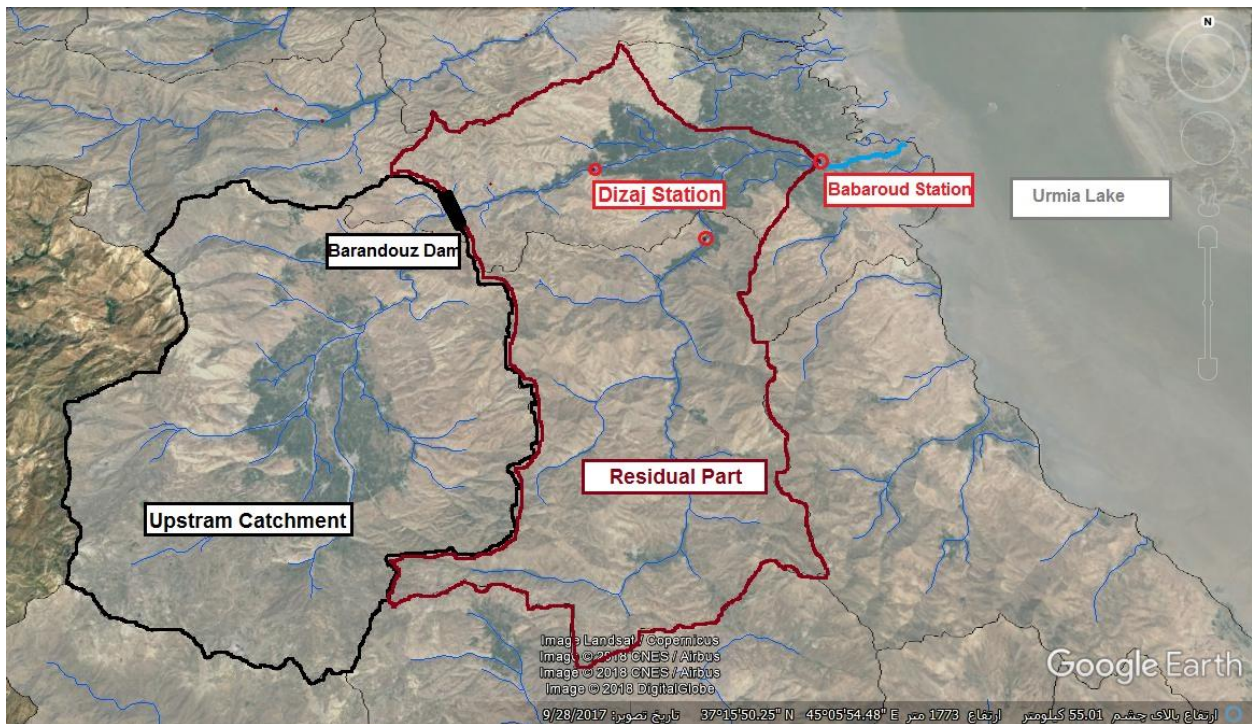 N
Dizaj Station
Babaroud Station
Urmia Lake
Barandouz Dam
Residual Part
Upstram Catchment
Image Landsat / Copernicus
Image © 2018 CNES / Airbus
Image © 2018 CNES / Airbus
Image © 2018 DigitalGlobe
Google Earth
تاریخ تصویر: 9/28/2017 37°15'50.25" N 45°05'54.48" E ارتفاع 1773 متر ارتفاع بالای چشم 55.01 کیلومتر